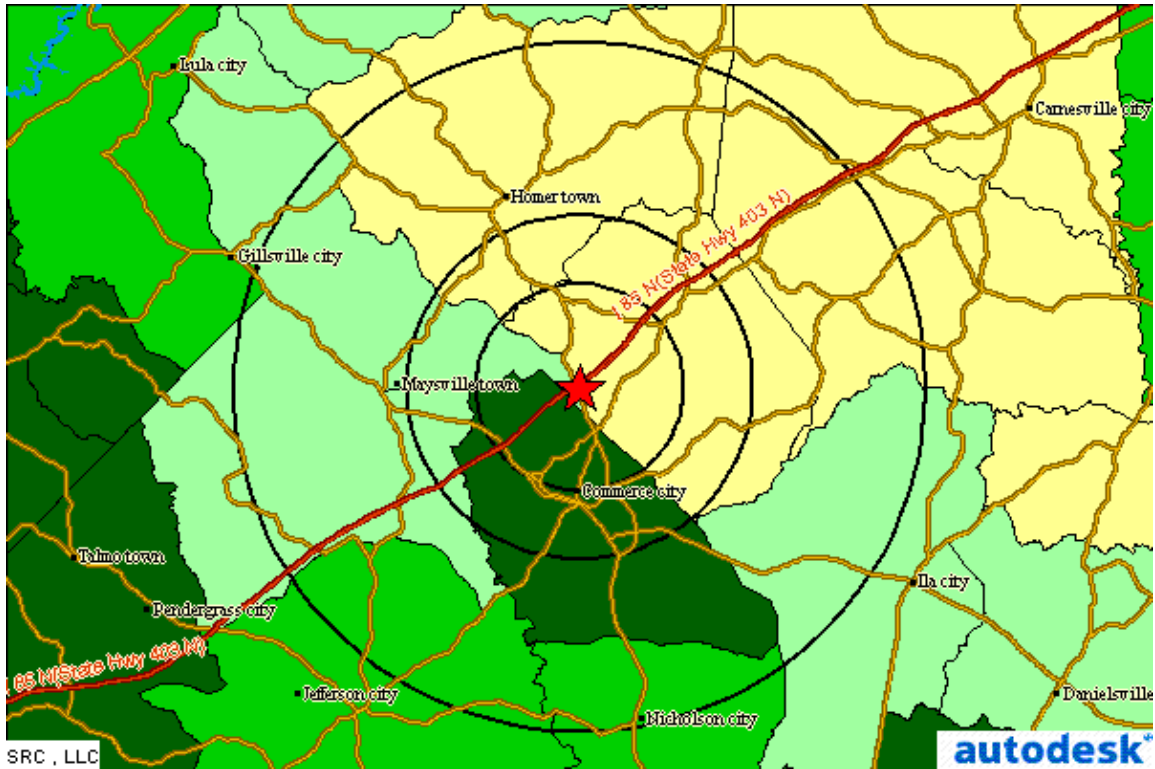 Lula city
Carnesville city
Homer town
I 85 N(State Hwy 403 N)
Gillsville city
Maysville town
Commerce city
Talmo town
Ila city
Pendergrass city
I 85 N(State Hwy 403 N)
Jefferson city
Danielsville
Nicholson city
SRC , LLC
autodesk